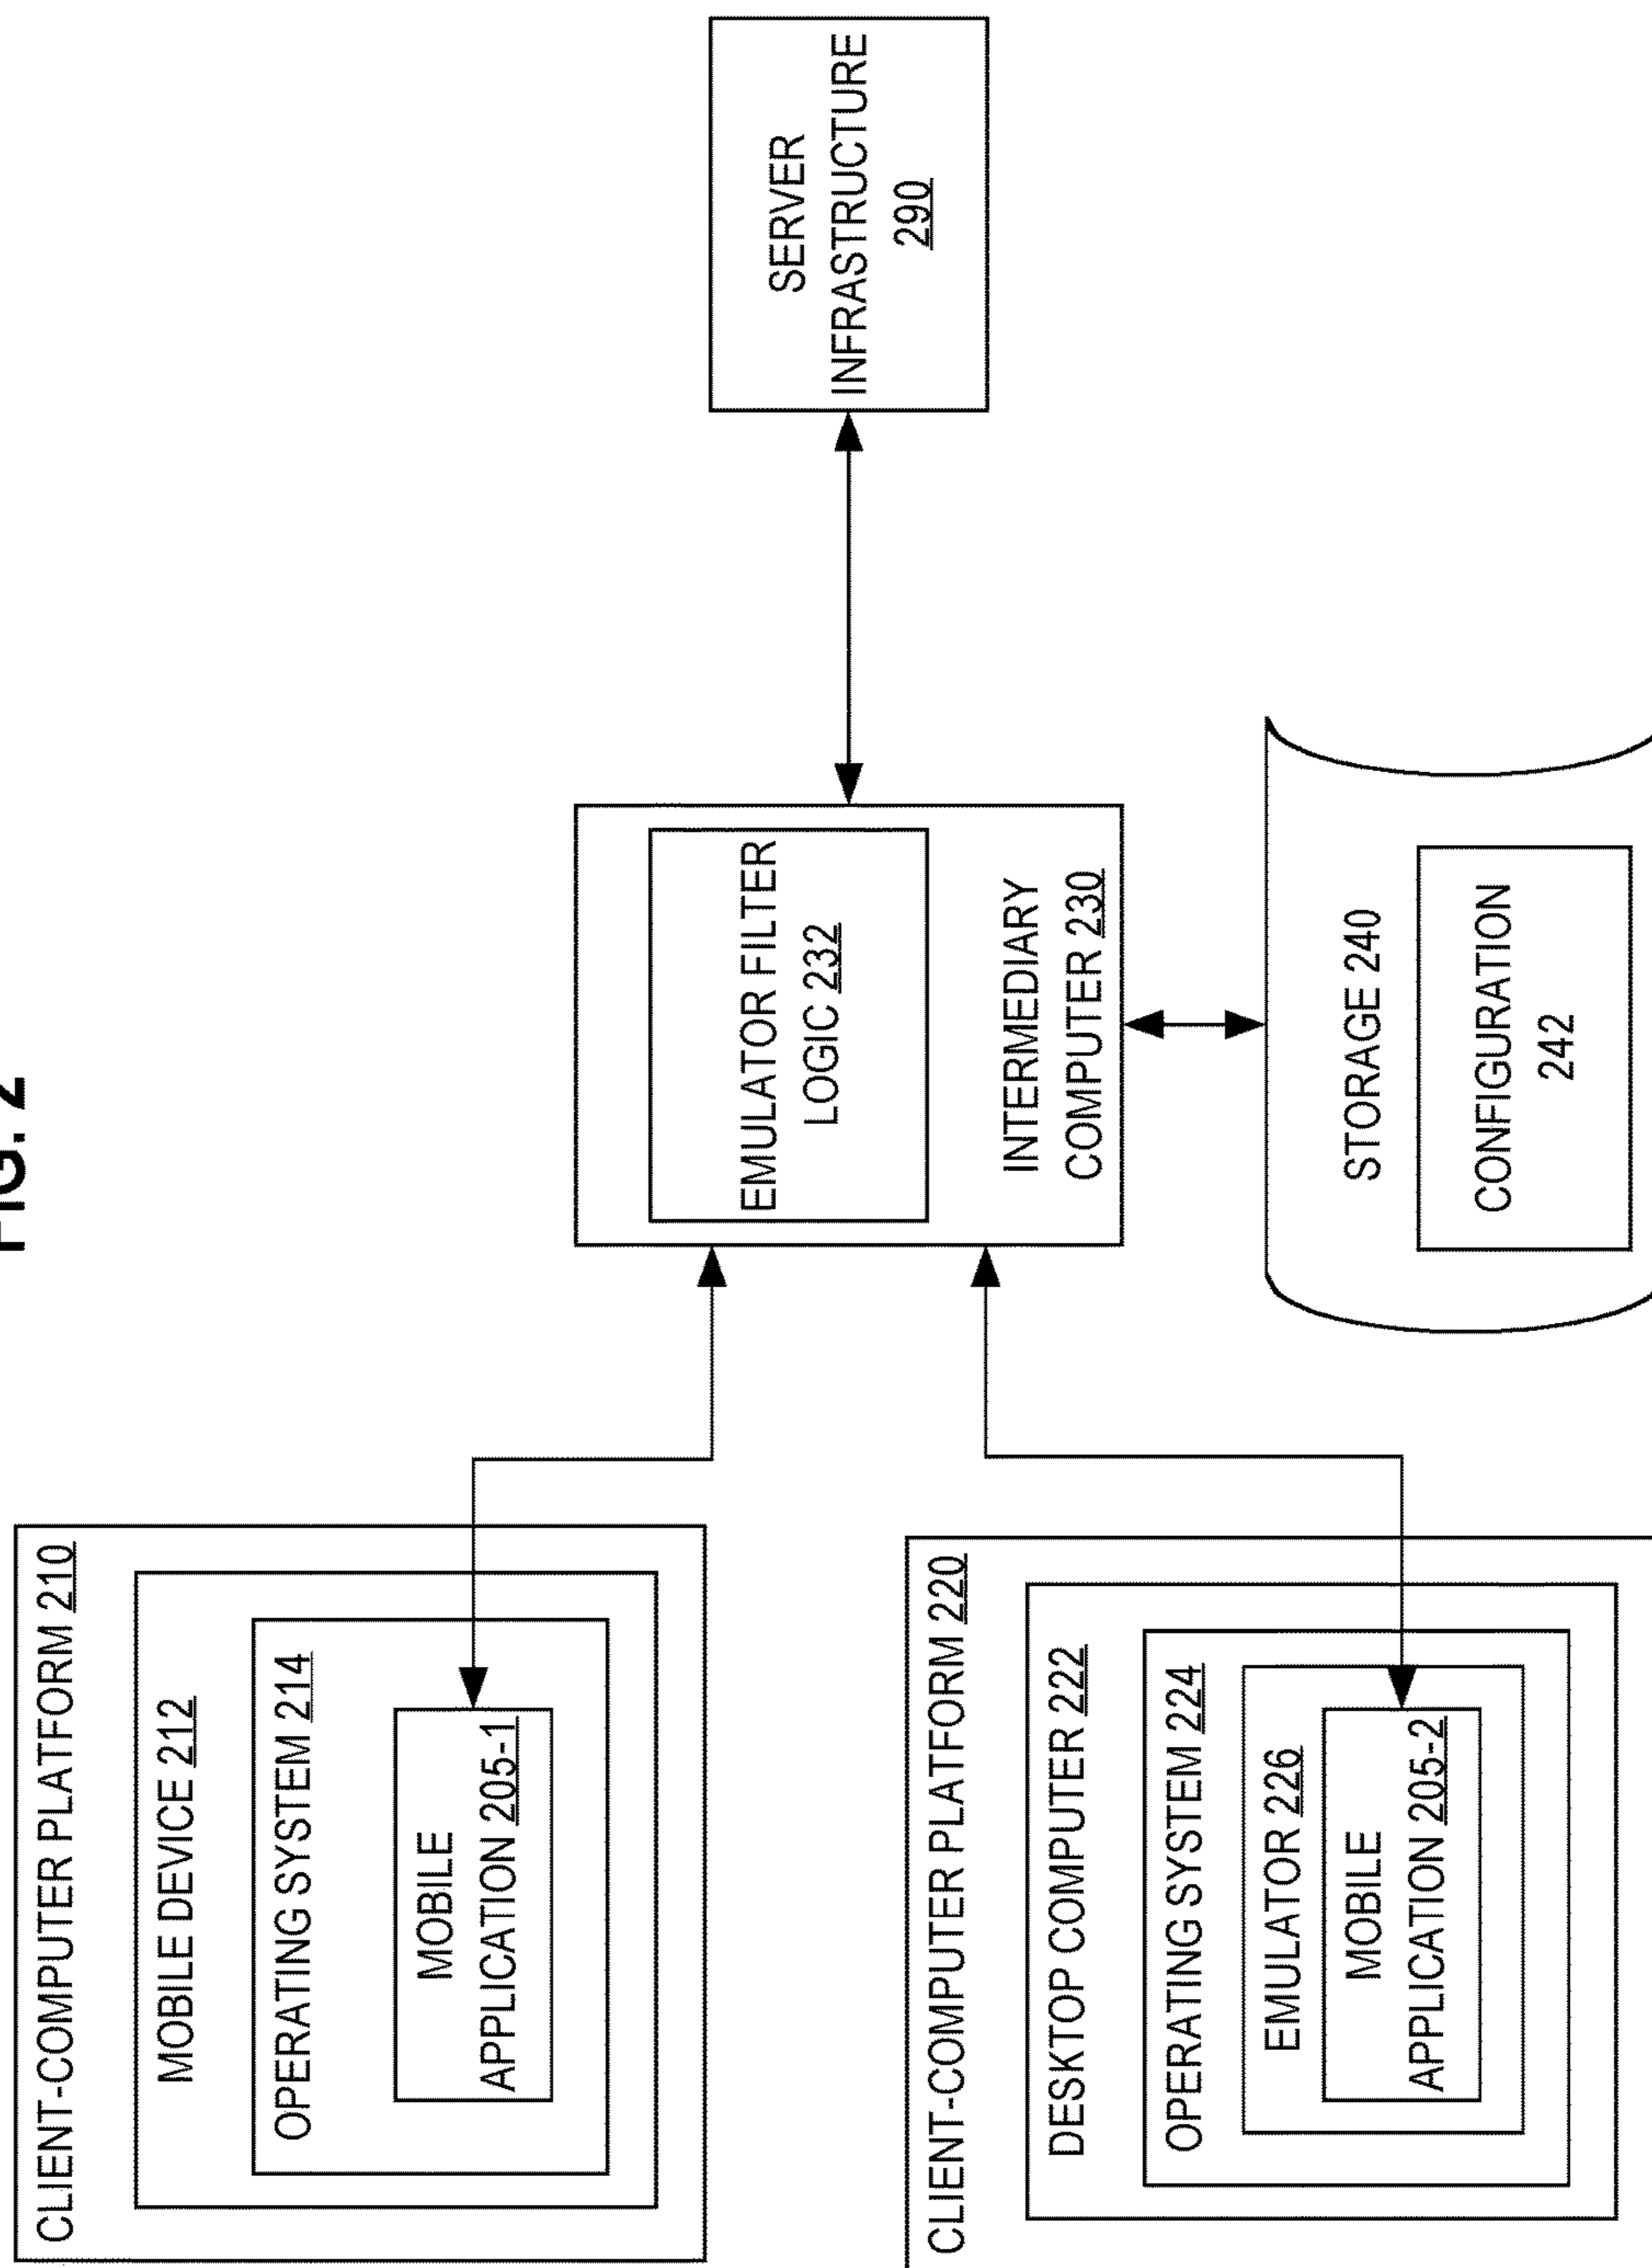 FIG. 2
CLIENT-COMPUTER PLATFORM 210
MOBILE DEVICE 212
OPERATING SYSTEM 214
MOBILE
APPLICATION 205-1
CLIENT-COMPUTER PLATFORM 220
DESKTOP COMPUTER 222
OPERATING SYSTEM 224
EMULATOR 226
MOBILE
APPLICATION 205-2
EMULATOR FILTER
LOGIC 232
INTERMEDIARY
COMPUTER 230
STORAGE 240
CONFIGURATION
242
SERVER
INFRASTRUCTURE
290